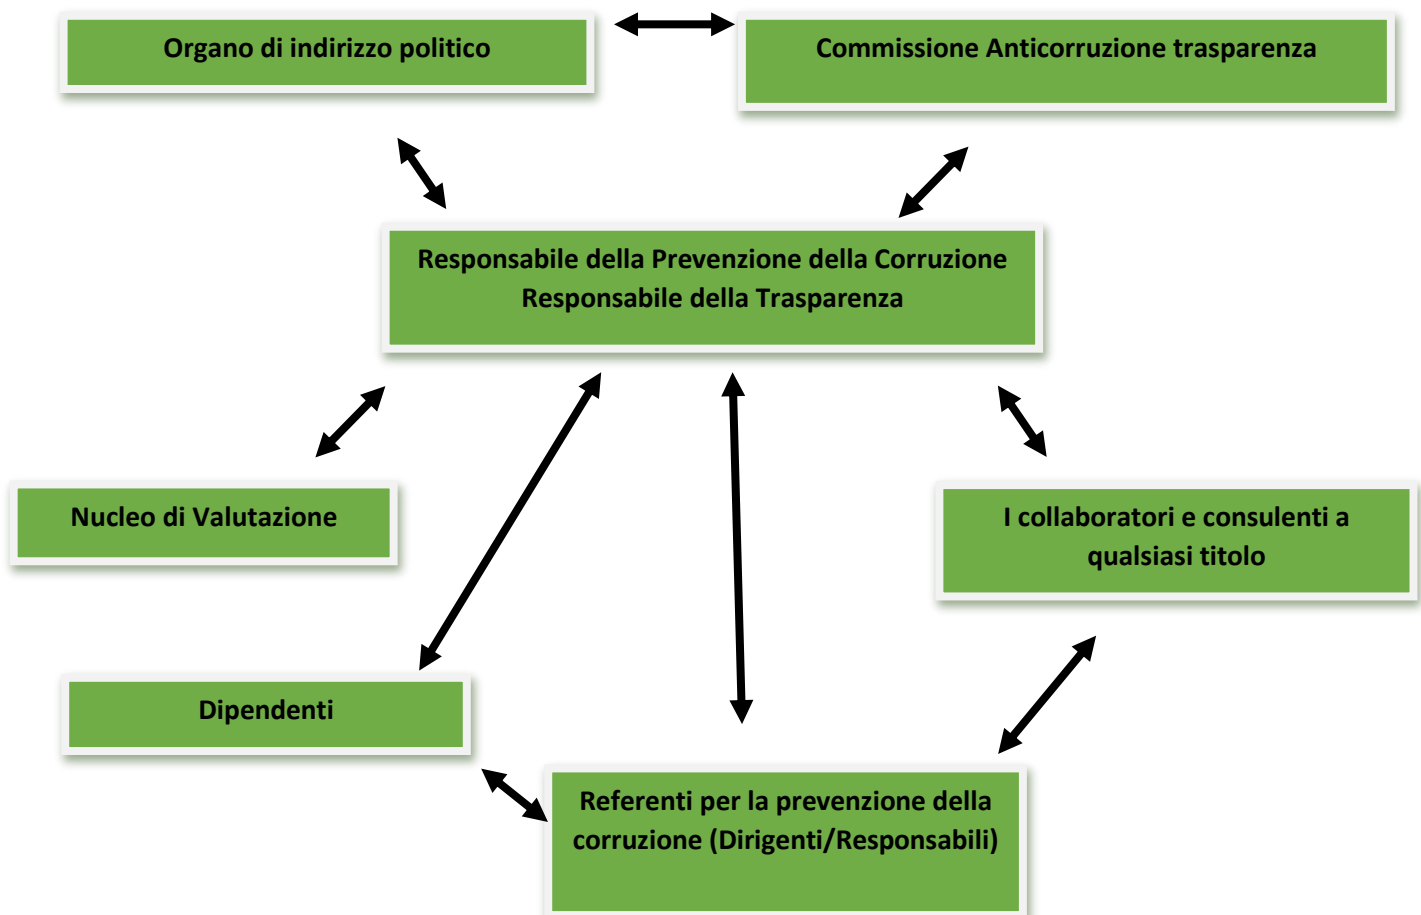 Organo di indirizzo politico
Commissione Anticorruzione trasparenza
Responsabile della Prevenzione della Corruzione
Responsabile della Trasparenza
Nucleo di Valutazione
I collaboratori e consulenti a
qualsiasi titolo
Dipendenti
Referenti per la prevenzione della
corruzione (Dirigenti/Responsabili)